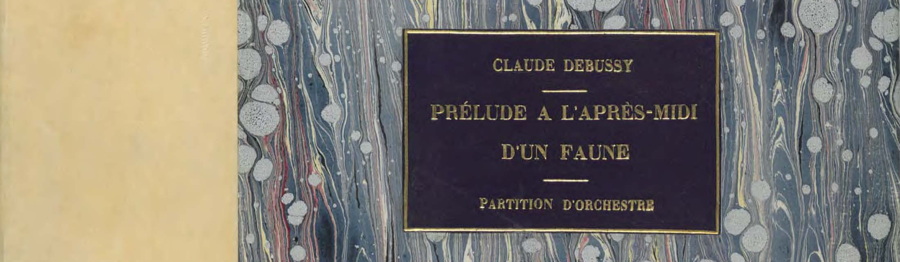 CLAUDE DEBUSSY
PRÉLUDE A L'APRÈS-MIDI
D'UN FAUNE
PARTITION D'ORCHESTRE